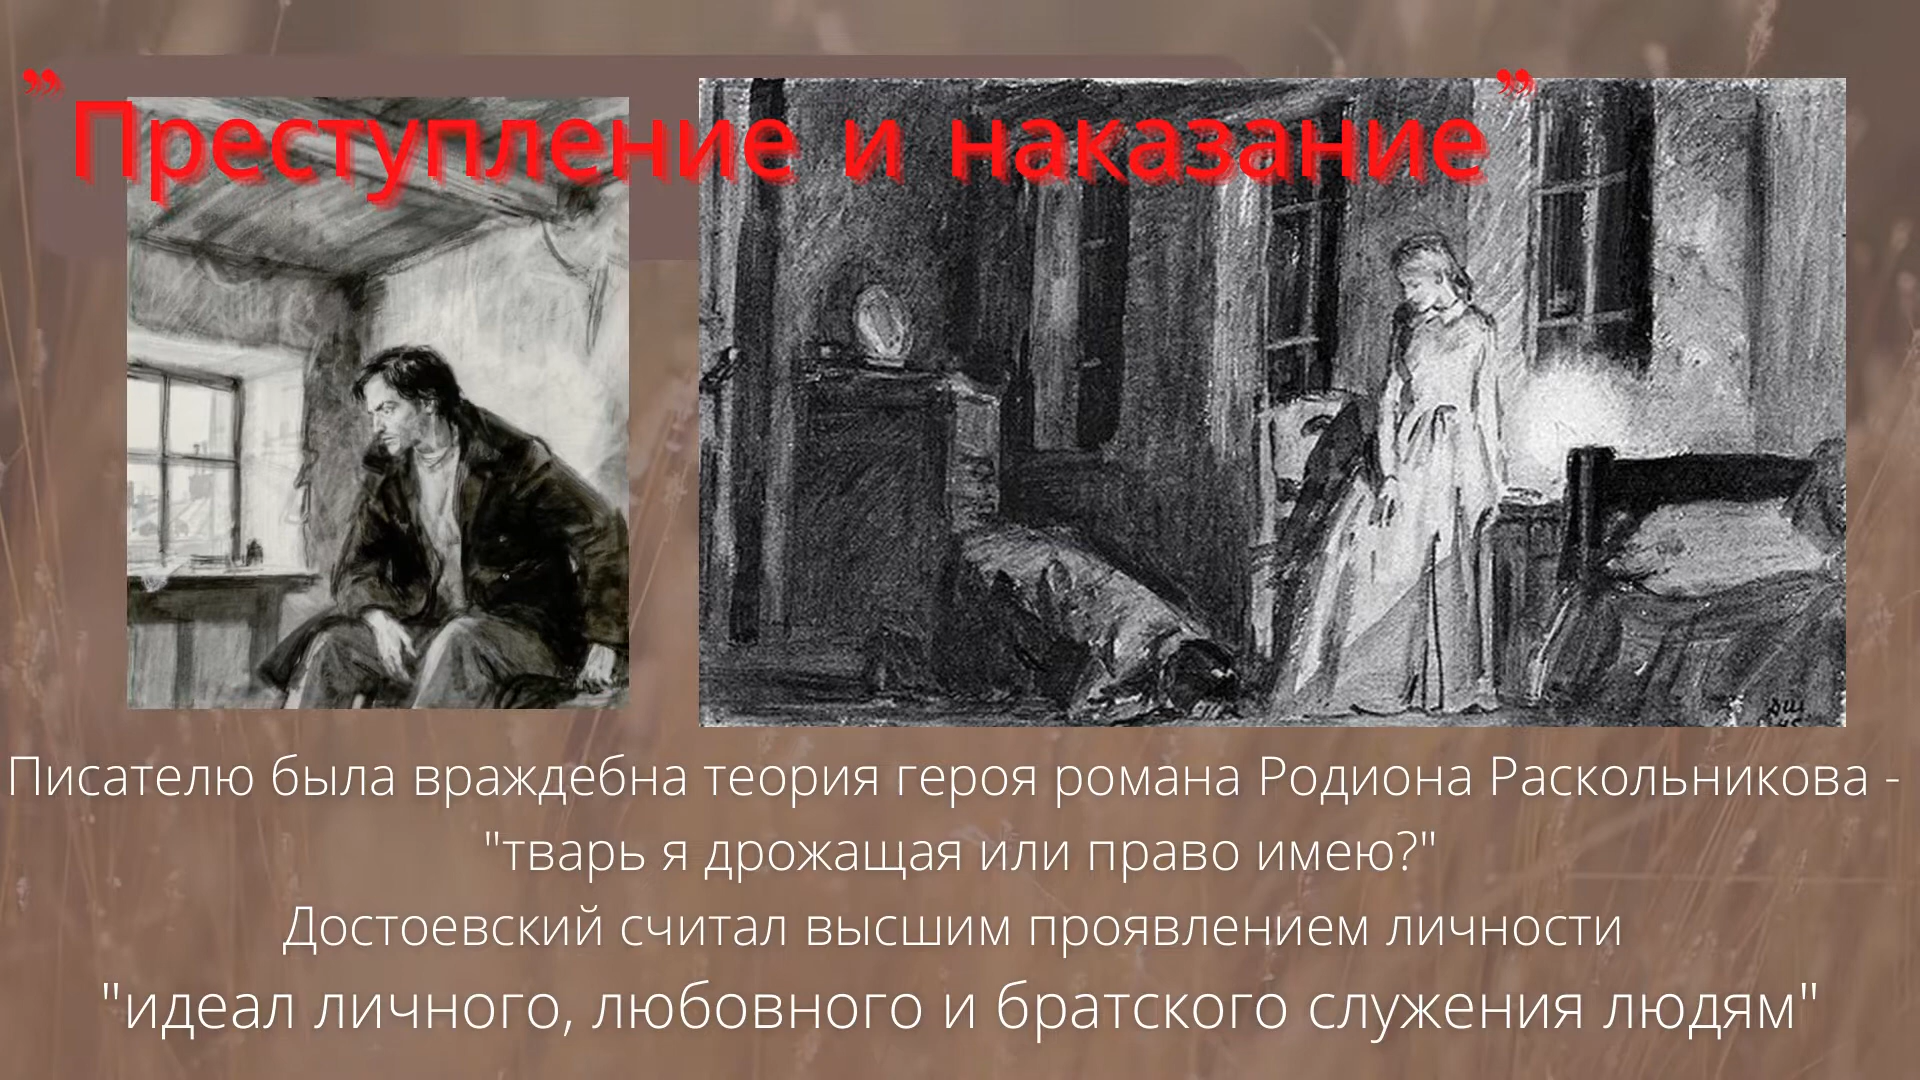 ”Преступление и наказание”
ДШ
Писателю была враждебна теория героя романа Родиона Раскольникова -
"тварь я дрожащая или право имею?"
Достоевский считал высшим проявлением личности
"идеал личного, любовного и братского служения людям"